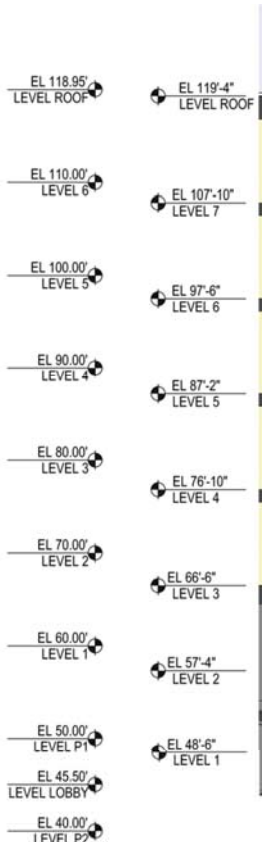 EL 118.95'
LEVEL ROOF
EL 110.00'
LEVEL 6
EL 100.00'
LEVEL 5
EL 90.00'
LEVEL 4
EL 80.00'
LEVEL 3
EL 70.00'
LEVEL 2
EL 60.00'
LEVEL 1
EL 50.00'
LEVEL P1
EL 45.50'
LEVEL LOBBY
EL 40.00'
LEVEL P2
EL 119'-4"
LEVEL ROOF
EL 107'-10"
LEVEL 7
EL 97'-6"
LEVEL 6
EL 87'-2"
LEVEL 5
EL 76'-10"
LEVEL 4
EL 66'-6"
LEVEL 3
EL 57'-4"
LEVEL 2
EL 48'-6"
LEVEL 1